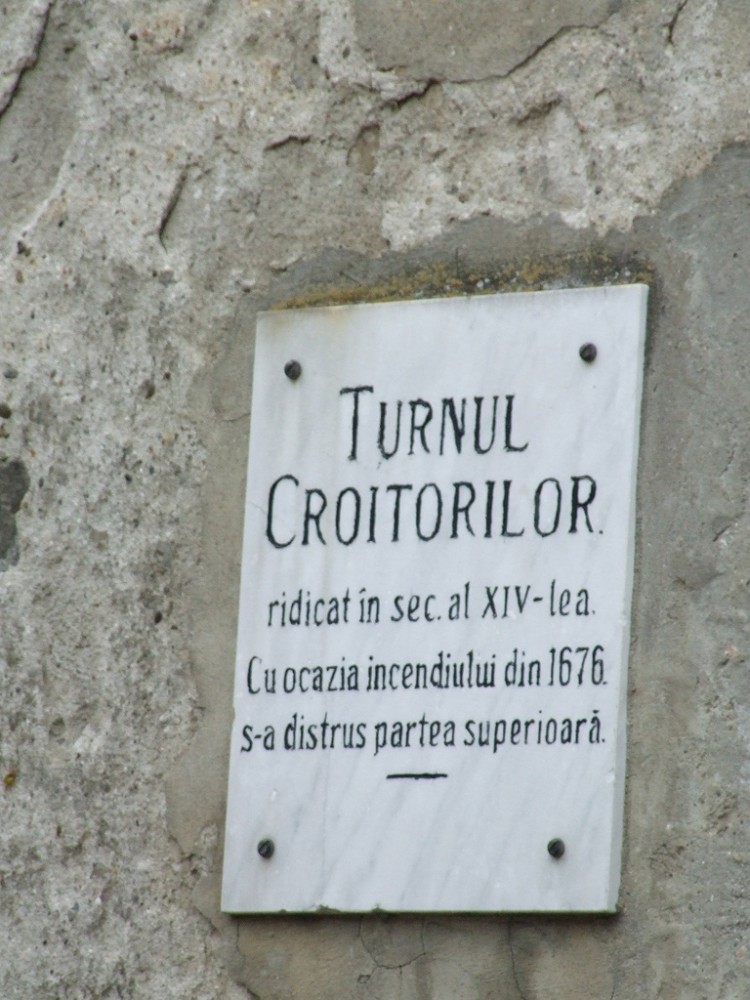 TURNUL
CROITORILOR.
ridicat în sec. al XIV-lea.
Cu ocazia incendiului din 1676.
s-a distrus partea superioară.